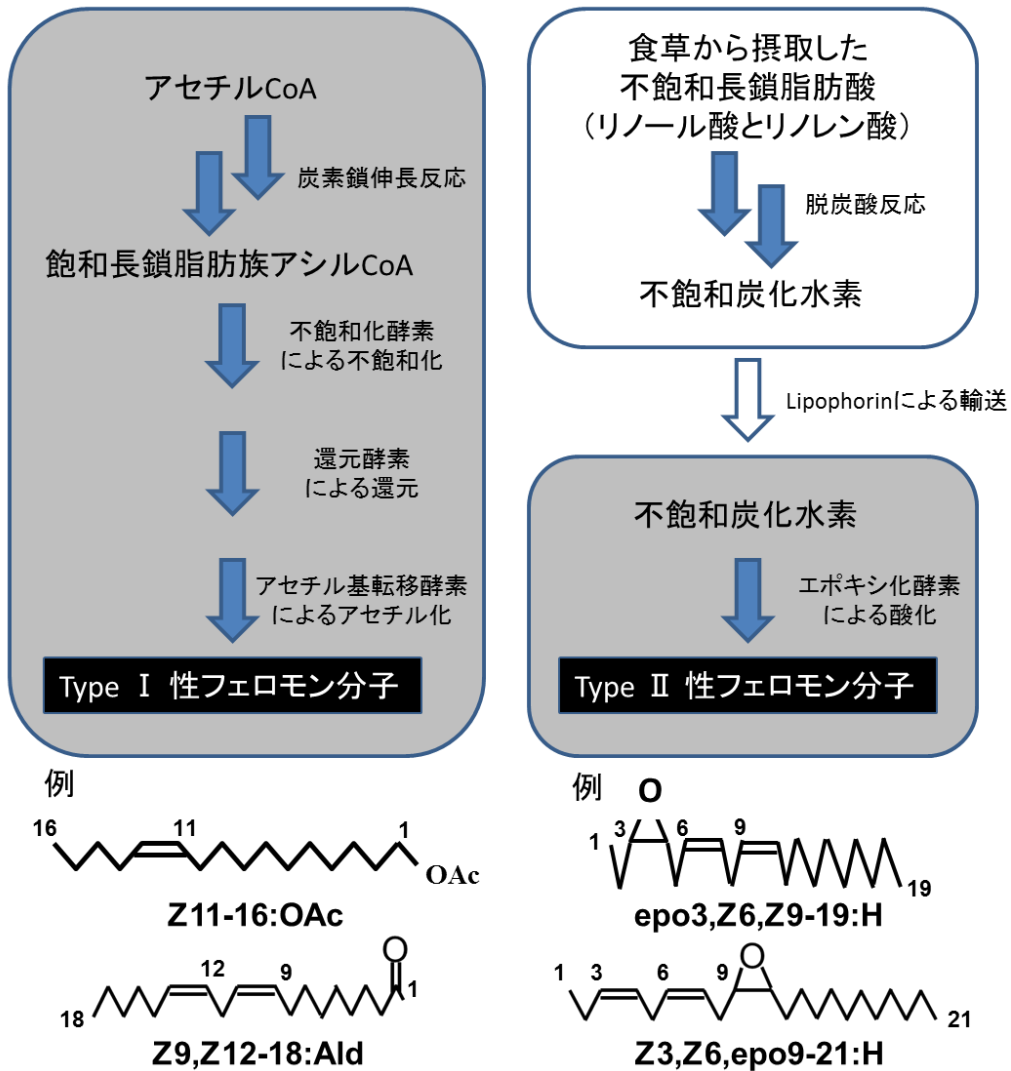 アセチルCoA
炭素鎖伸長反応
飽和長鎖脂肪族アシルCoA
不飽和化酵素
による不飽和化
還元酵素
による還元
アセチル基転移酵素
によるアセチル化
Type Ⅰ 性フェロモン分子
食草から摂取した
不飽和長鎖脂肪酸
（リノール酸とリノレン酸）
脱炭酸反応
不飽和炭化水素
Lipophorinによる輸送
不飽和炭化水素
エポキシ化酵素
による酸化
Type Ⅱ 性フェロモン分子
例
16 11 1
OAc
Z11-16:OAc
O
12 9 1
18
Z9,Z12-18:Ald
例
O
1 3 6 9
19
epo3,Z6,Z9-19:H
O
1 3 6 9
21
Z3,Z6,epo9-21:H